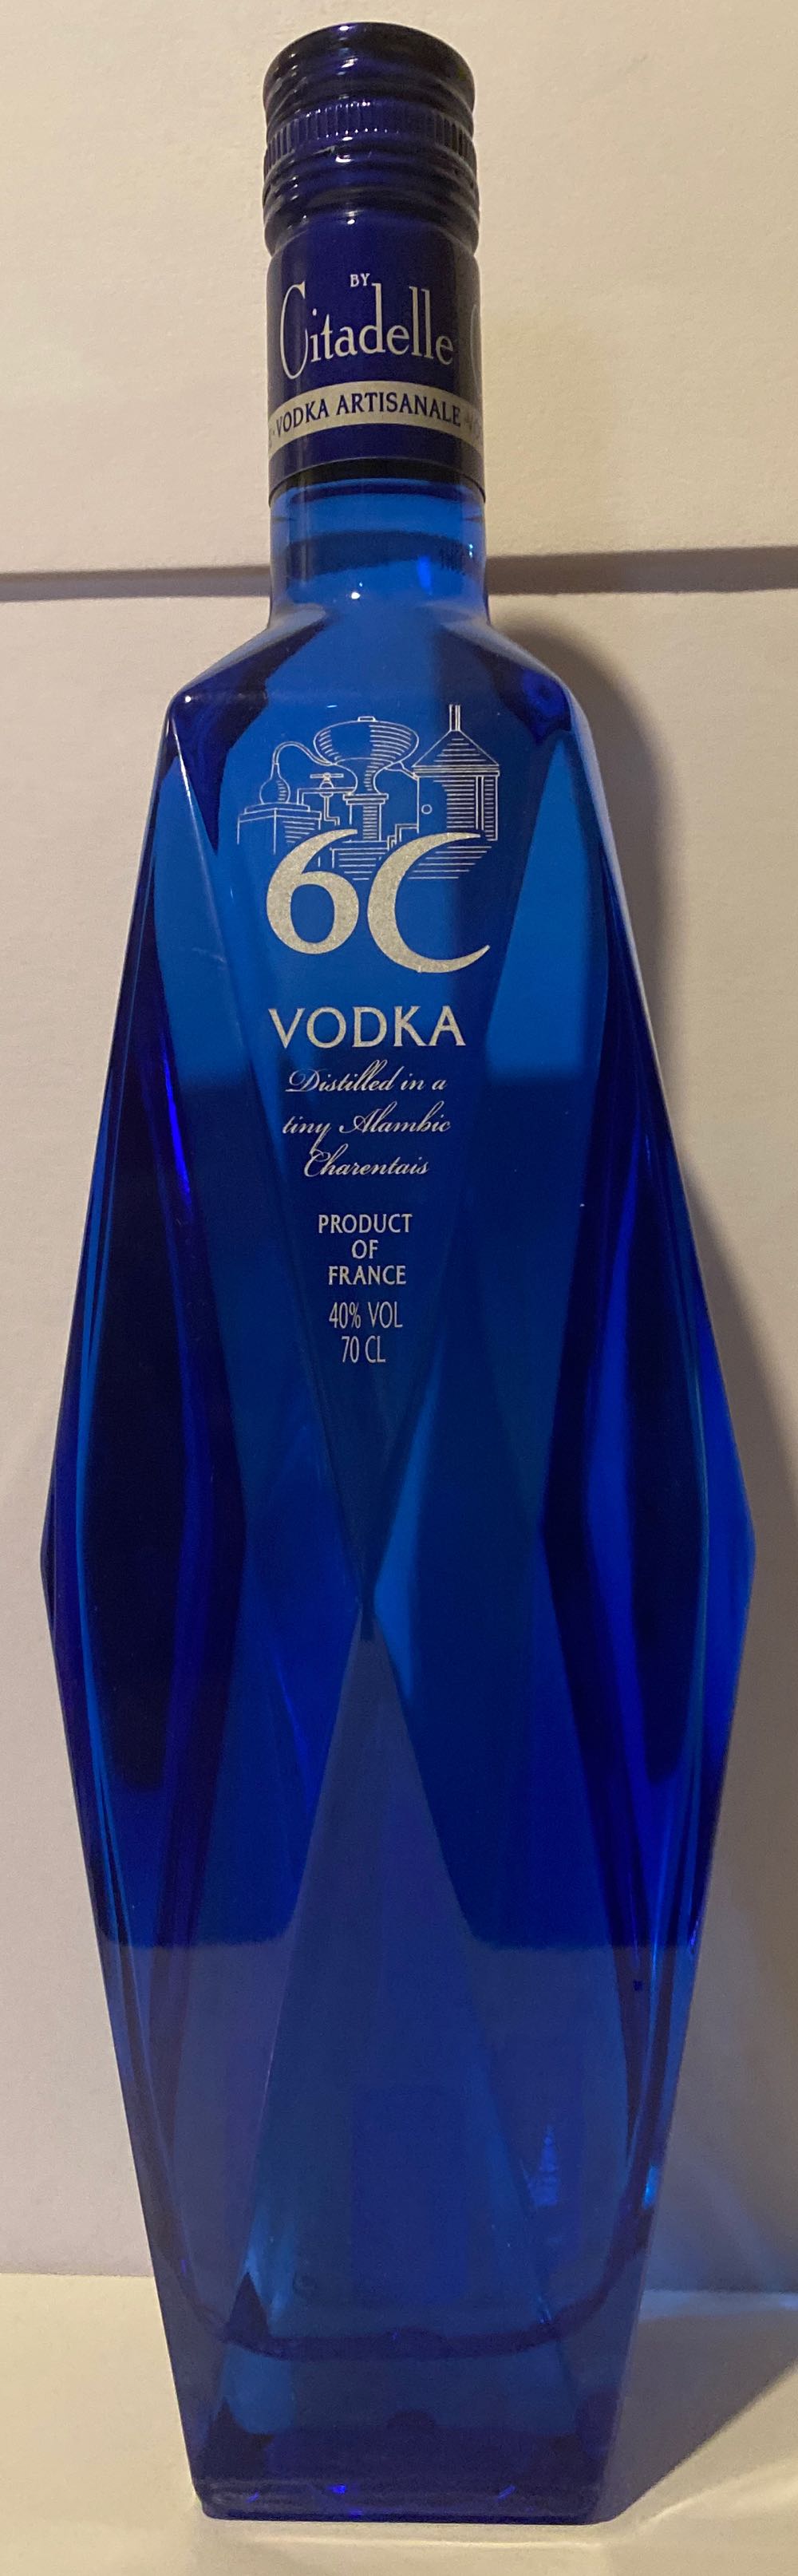 BY
Citadelle
VODKA ARTISANALE
6C
VODKA
Distilled in a
tiny Alambic
Charentais
PRODUCT
OF
FRANCE
40% VOL
70 CL